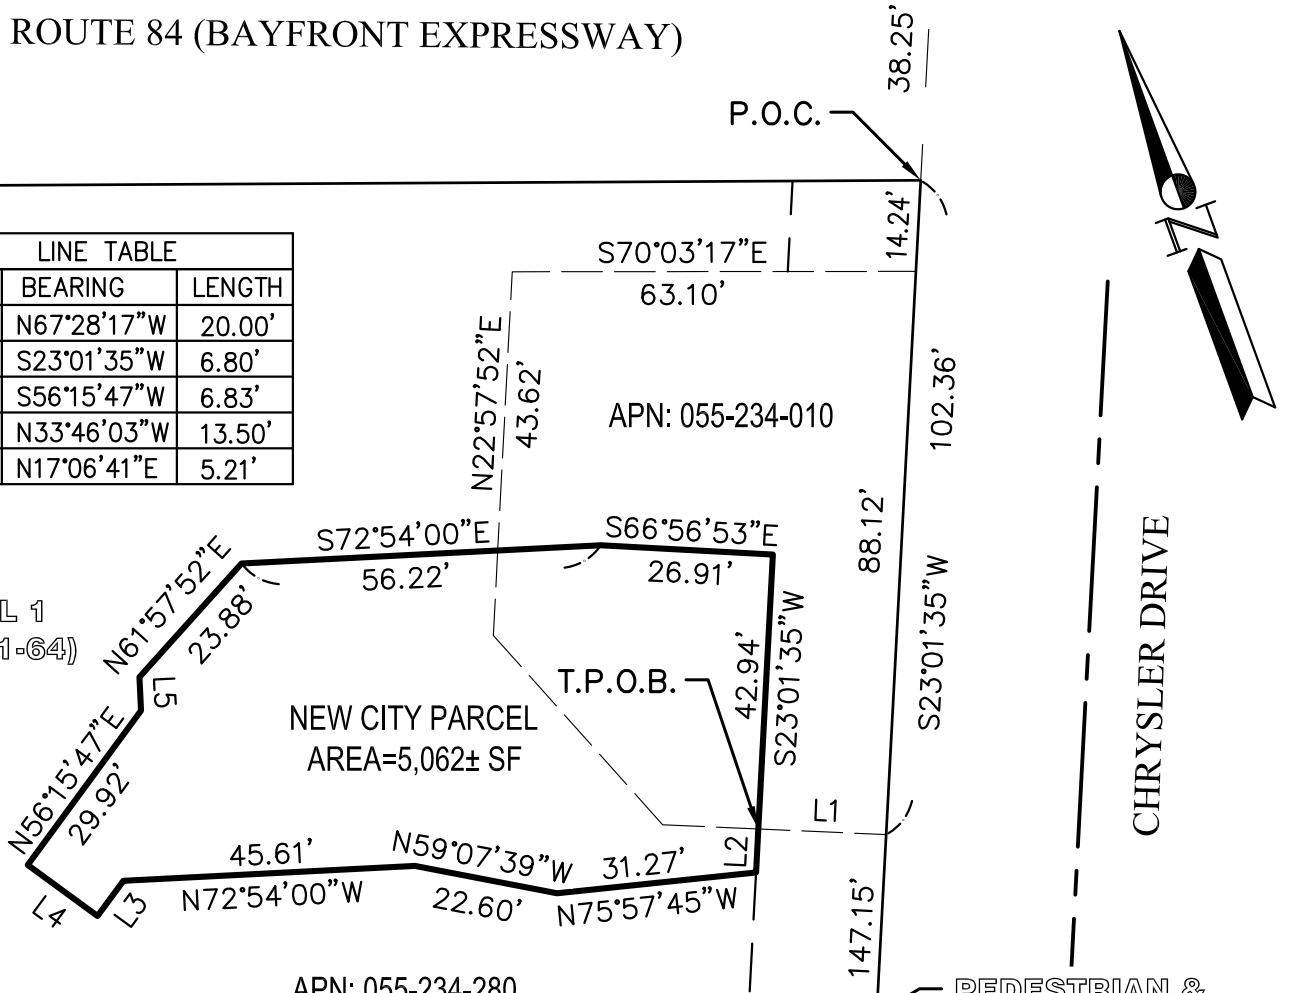 ROUTE 84 (BAYFRONT EXPRESSWAY)
38.25’
P.O.C.
14.24’
LINE TABLE
BEARING LENGTH
N67°28’17”W 20.00’
S23°01’35”W 6.80’
S56°15’47”W 6.83’
N33°46’03”W 13.50’
N17°06’41”E 5.21’
S70°03’17”E
63.10’
N22°57’52”E
43.62’
APN: 055-234-010
102.36’
88.12’
S23°01’35”W
CHRYSLER DRIVE
N
S72°54’00”E
56.22’
S66°56’53”E
26.91’
N61°57’52”E
23.88’
L 1
1-64)
L5
T.P.O.B.
42.94’
S23°01’35”W
NEW CITY PARCEL
AREA=5,062± SF
N56°15’47”E
29.92’
L1
L2
45.61’
N72°54’00”W
N59°07’39”W
22.60’
31.27’
N75°57’45”W
L4
L3
147.15’
APN: 055-234-280
PEDESTRIAN &